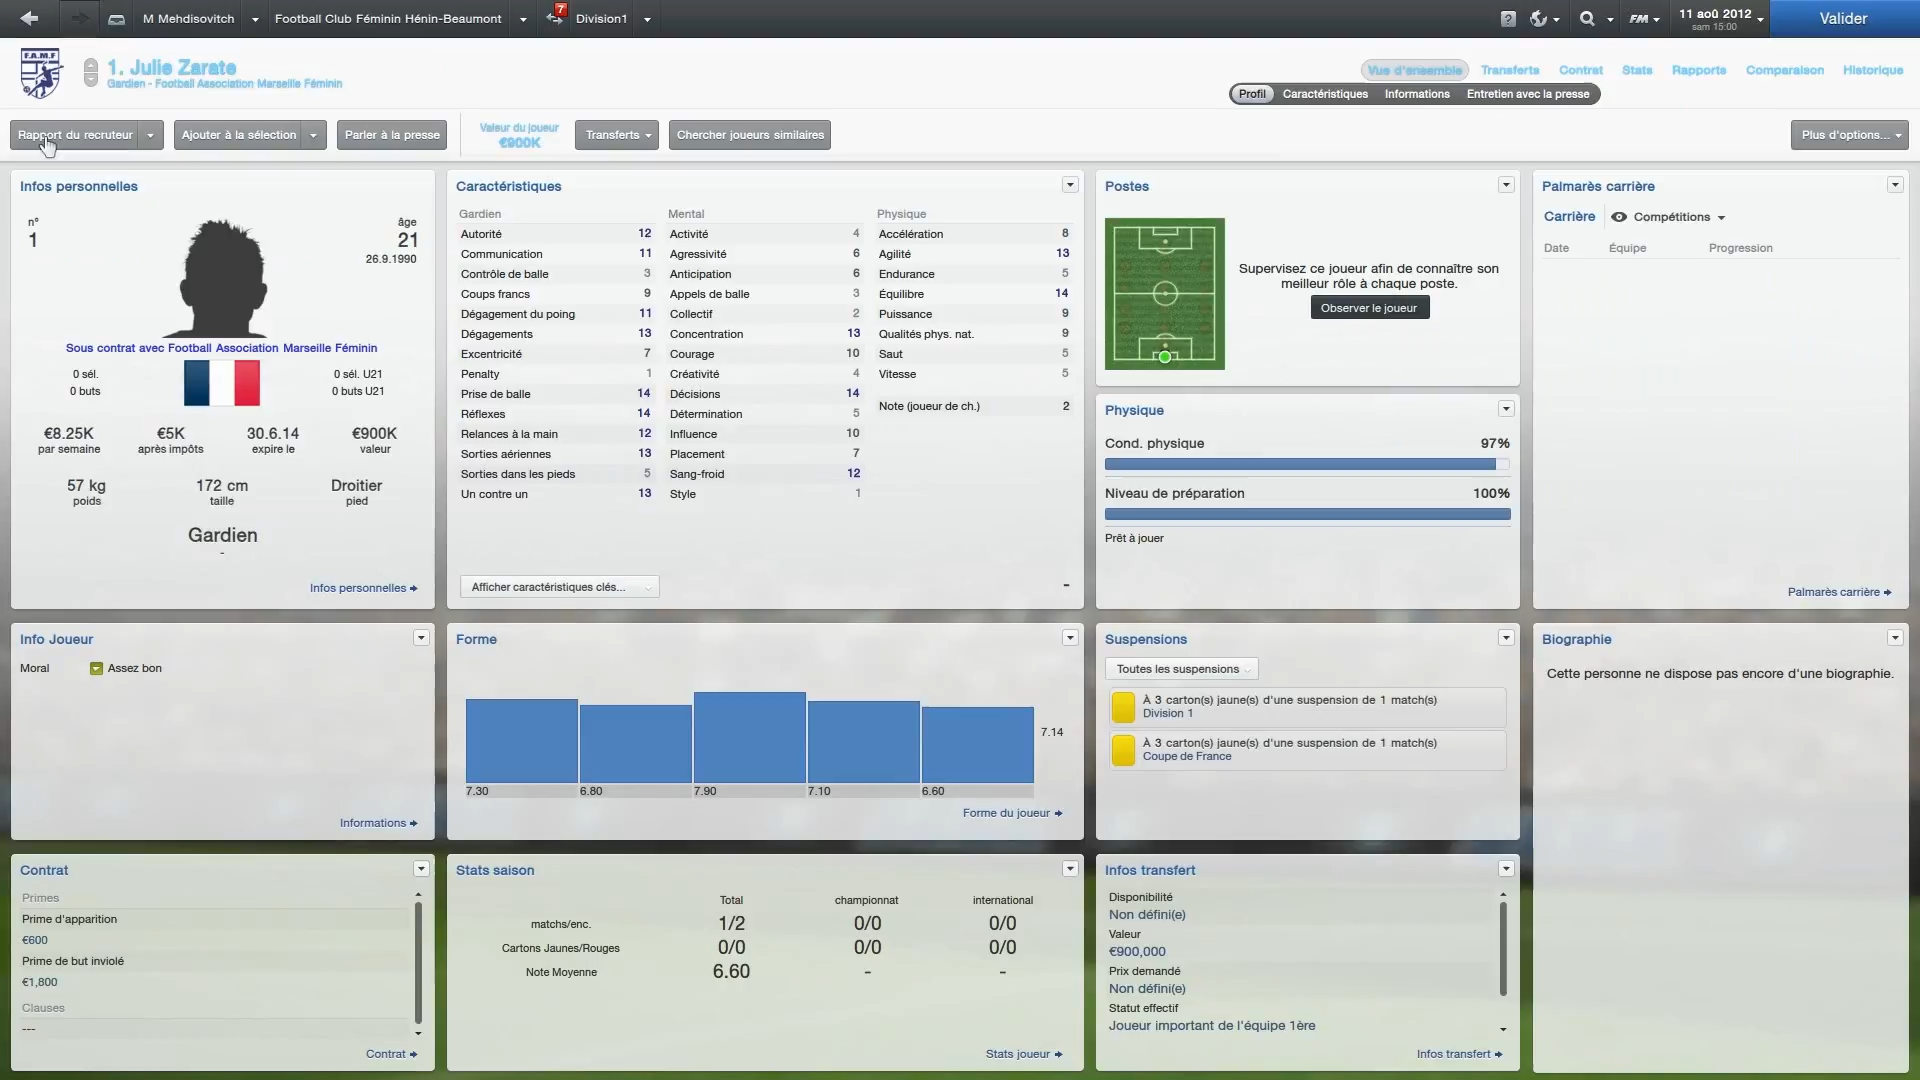 M Mehdisovitch
Football Club Féminin Hénin-Beaumont
7
Division1
?
FM
11 aoû 2012
sam 15:00
Valider
F.A.M.F
1. Julie Zarate
Gardien - Football Association Marseille Féminin
Vue d'ensemble Transferts Contrat Stats Rapports Comparaison Historique
Profil Caractéristiques Informations Entretien avec la presse
Rapport du recruteur
Ajouter à la sélection
Parler à la presse
Valeur du joueur
€900K
Transferts
Chercher joueurs similaires
Plus d'options...
Infos personnelles
n°
1
âge
21
26.9.1990
Sous contrat avec Football Association Marseille Féminin
0 sél.
0 buts
0 sél. U21
0 buts U21
€8.25K
par semaine
€5K
après impôts
30.6.14
expire le
€900K
valeur
57 kg
poids
172 cm
taille
Droitier
pied
Gardien
-
Infos personnelles
Caractéristiques
Gardien
Autorité 12
Communication 11
Contrôle de balle 3
Coups francs 9
Dégagement du poing 11
Dégagements 13
Excentricité 7
Penalty 1
Prise de balle 14
Réflexes 14
Relances à la main 12
Sorties aériennes 13
Sorties dans les pieds 5
Un contre un 13
Mental
Activité 4
Agressivité 6
Anticipation 6
Appels de balle 3
Collectif 2
Concentration 13
Courage 10
Créativité 4
Décisions 14
Détermination 5
Influence 10
Placement 7
Sang-froid 12
Style 1
Physique
Accélération 8
Agilité 13
Endurance 5
Équilibre 14
Puissance 9
Qualités phys. nat. 9
Saut 5
Vitesse 5
Note (joueur de ch.) 2
Afficher caractéristiques clés...
-
Postes
Supervisez ce joueur afin de connaître son
meilleur rôle à chaque poste.
Observer le joueur
Physique
Cond. physique 97%
Niveau de préparation 100%
Prêt à jouer
Palmarès carrière
Carrière Compétitions
Date Équipe Progression
Palmarès carrière
Info Joueur
Moral Assez bon
Informations
Forme
7.14
7.30 6.80 7.90 7.10 6.60
Forme du joueur
Suspensions
Toutes les suspensions
À 3 carton(s) jaune(s) d'une suspension de 1 match(s)
Division 1
À 3 carton(s) jaune(s) d'une suspension de 1 match(s)
Coupe de France
Biographie
Cette personne ne dispose pas encore d'une biographie.
Contrat
Primes
Prime d'apparition
€600
Prime de but inviolé
€1,800
Clauses
---
Contrat
Stats saison
Total championnat international
matchs/enc. 1/2 0/0 0/0
Cartons Jaunes/Rouges 0/0 0/0 0/0
Note Moyenne 6.60 - -
Stats joueur
Infos transfert
Disponibilité
Non défini(e)
Valeur
€900,000
Prix demandé
Non défini(e)
Statut effectif
Joueur important de l'équipe 1ère
Infos transfert